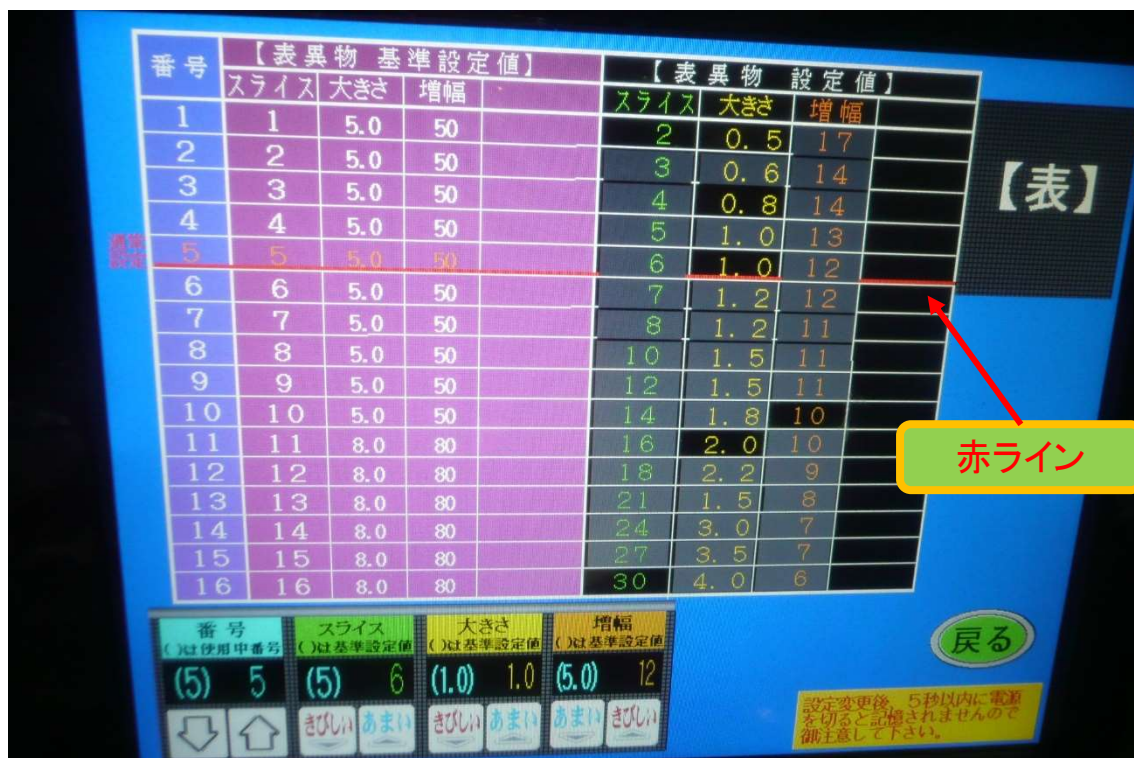 番号 【表異物 基準設定値】 【表異物 設定値】
スライス 大きさ 増幅 スライス 大きさ 増幅
1 1 5.0 50 2 0.5 17
2 2 5.0 50 3 0.6 14
3 3 5.0 50 4 0.8 14
4 4 5.0 50 5 1.0 13
通常設定 5 5 5.0 50 6 1.0 12
6 6 5.0 50 7 1.2 12
7 7 5.0 50 8 1.2 11
8 8 5.0 50 10 1.5 11
9 9 5.0 50 12 1.5 11
10 10 5.0 50 14 1.8 10
11 11 8.0 80 16 2.0 10
12 12 8.0 80 18 2.2 9
13 13 8.0 80 21 1.5 8
14 14 8.0 80 24 3.0 7
15 15 8.0 80 27 3.5 7
16 16 8.0 80 30 4.0 6
【表】
赤ライン
番号 スライス 大きさ 増幅
( )は使用中番号 ( )は基準設定値 ( )は基準設定値 ( )は基準設定値
(5) 5 (5) 6 (1.0) 1.0 (5.0) 12
きびしい あまい きびしい あまい あまい きびしい
戻る
設定変更後、5秒以内に電源
を切ると記憶されませんので
御注意して下さい。